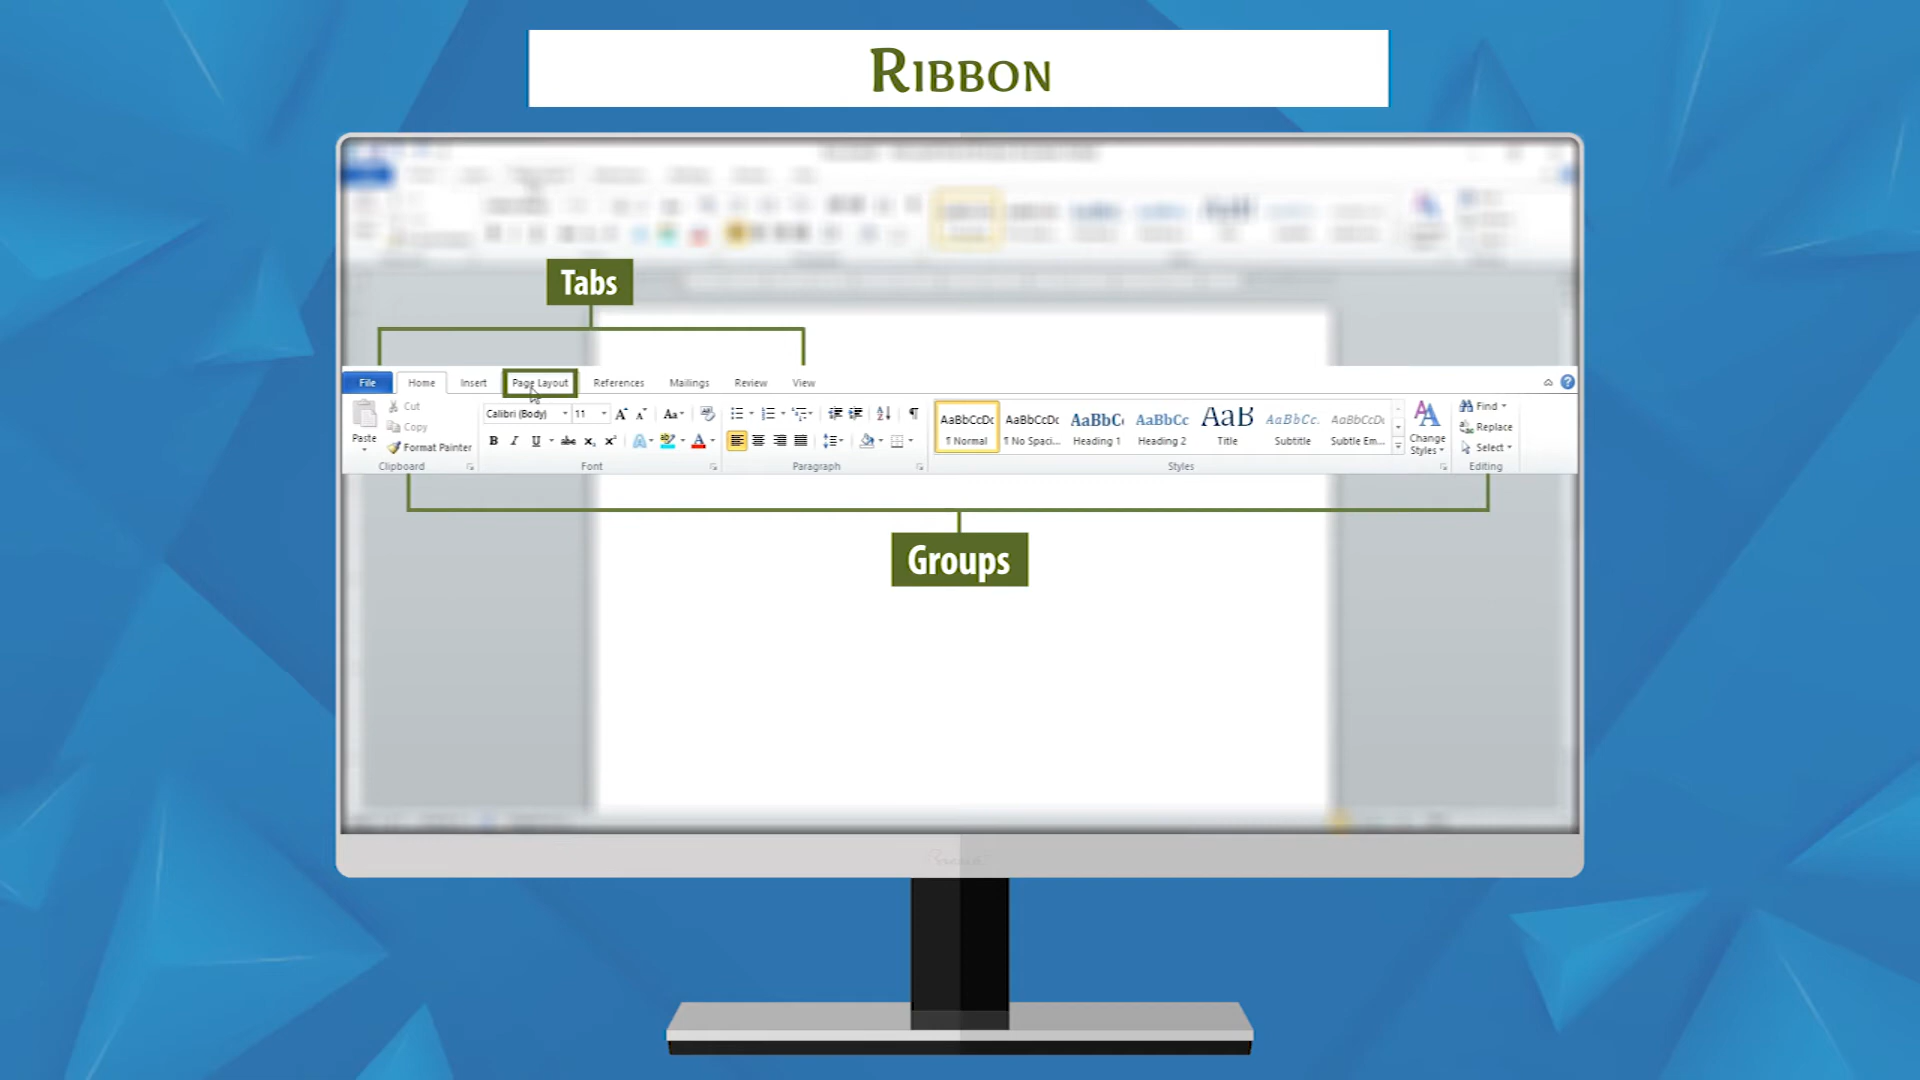 RIBBON
Tabs
File Home Insert Page Layout References Mailings Review View
Cut
Copy
Paste
Format Painter
Clipboard
Calibri (Body) 11
Font
Paragraph
AaBbCcDc AaBbCcDc AaBbC AaBbCc AaB AaBbCc. AaBbCcDc
¶ Normal ¶ No Spaci... Heading 1 Heading 2 Title Subtitle Subtle Em...
Change
Styles
Styles
Find
Replace
Select
Editing
Groups